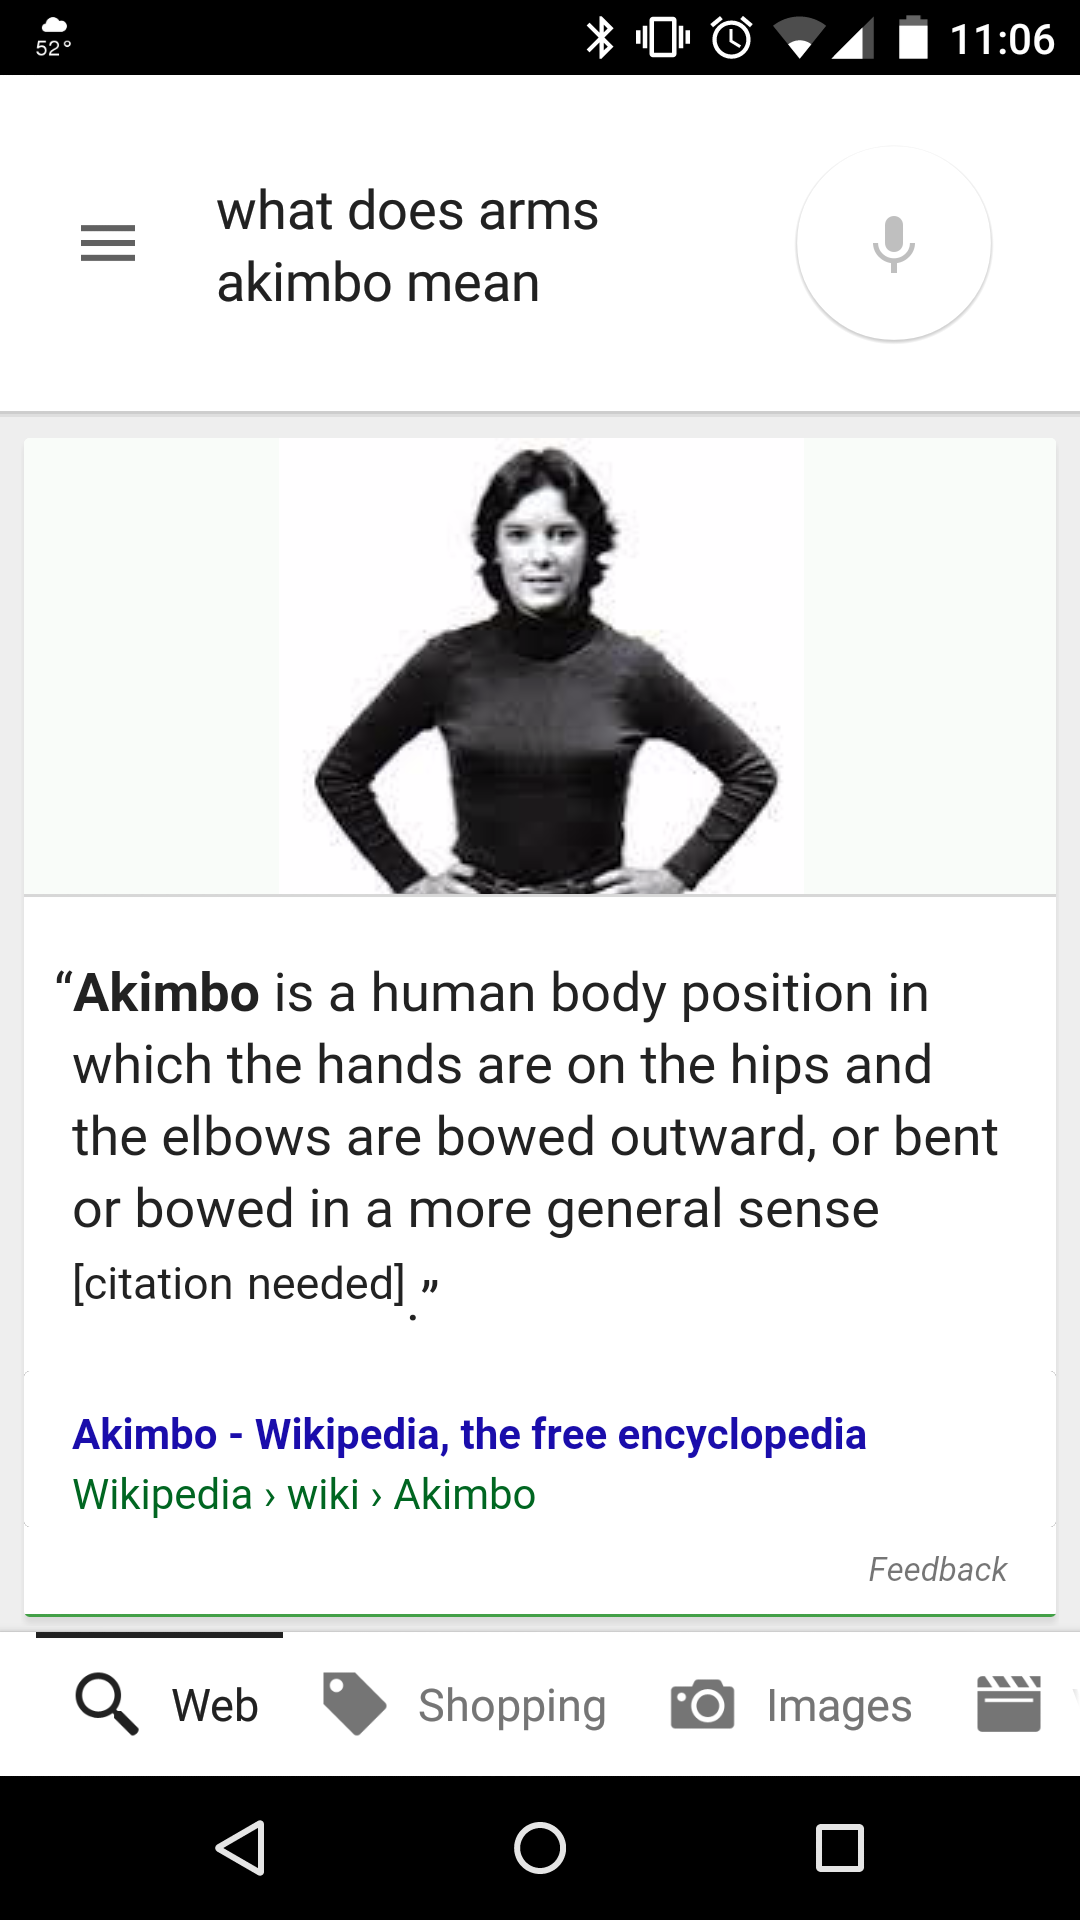 52°
11:06
what does arms
akimbo mean
“Akimbo is a human body position in
which the hands are on the hips and
the elbows are bowed outward, or bent
or bowed in a more general sense
[citation needed].”
Akimbo - Wikipedia, the free encyclopedia
Wikipedia › wiki › Akimbo
Feedback
Web
Shopping
Images